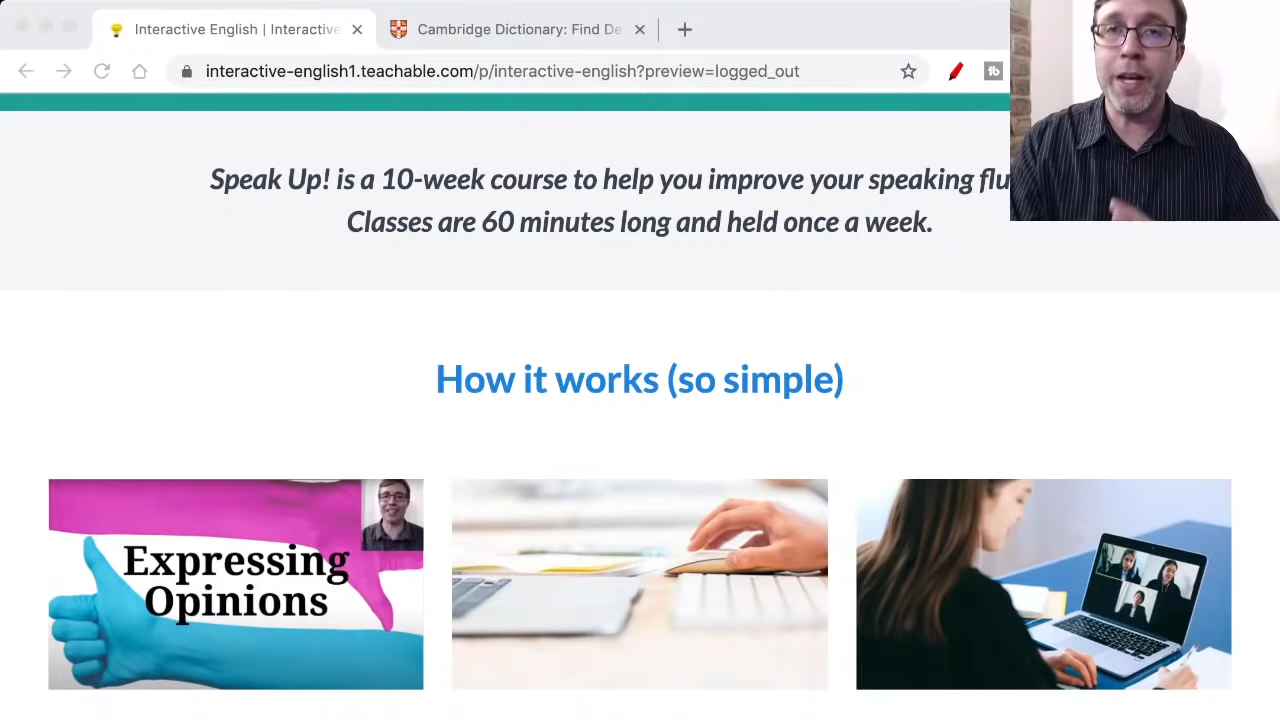 Interactive English | Interactive
Cambridge Dictionary: Find De
interactive-english1.teachable.com/p/interactive-english?preview=logged_out
tb
Speak Up! is a 10-week course to help you improve your speaking flu
Classes are 60 minutes long and held once a week.
How it works (so simple)
Expressing
Opinions